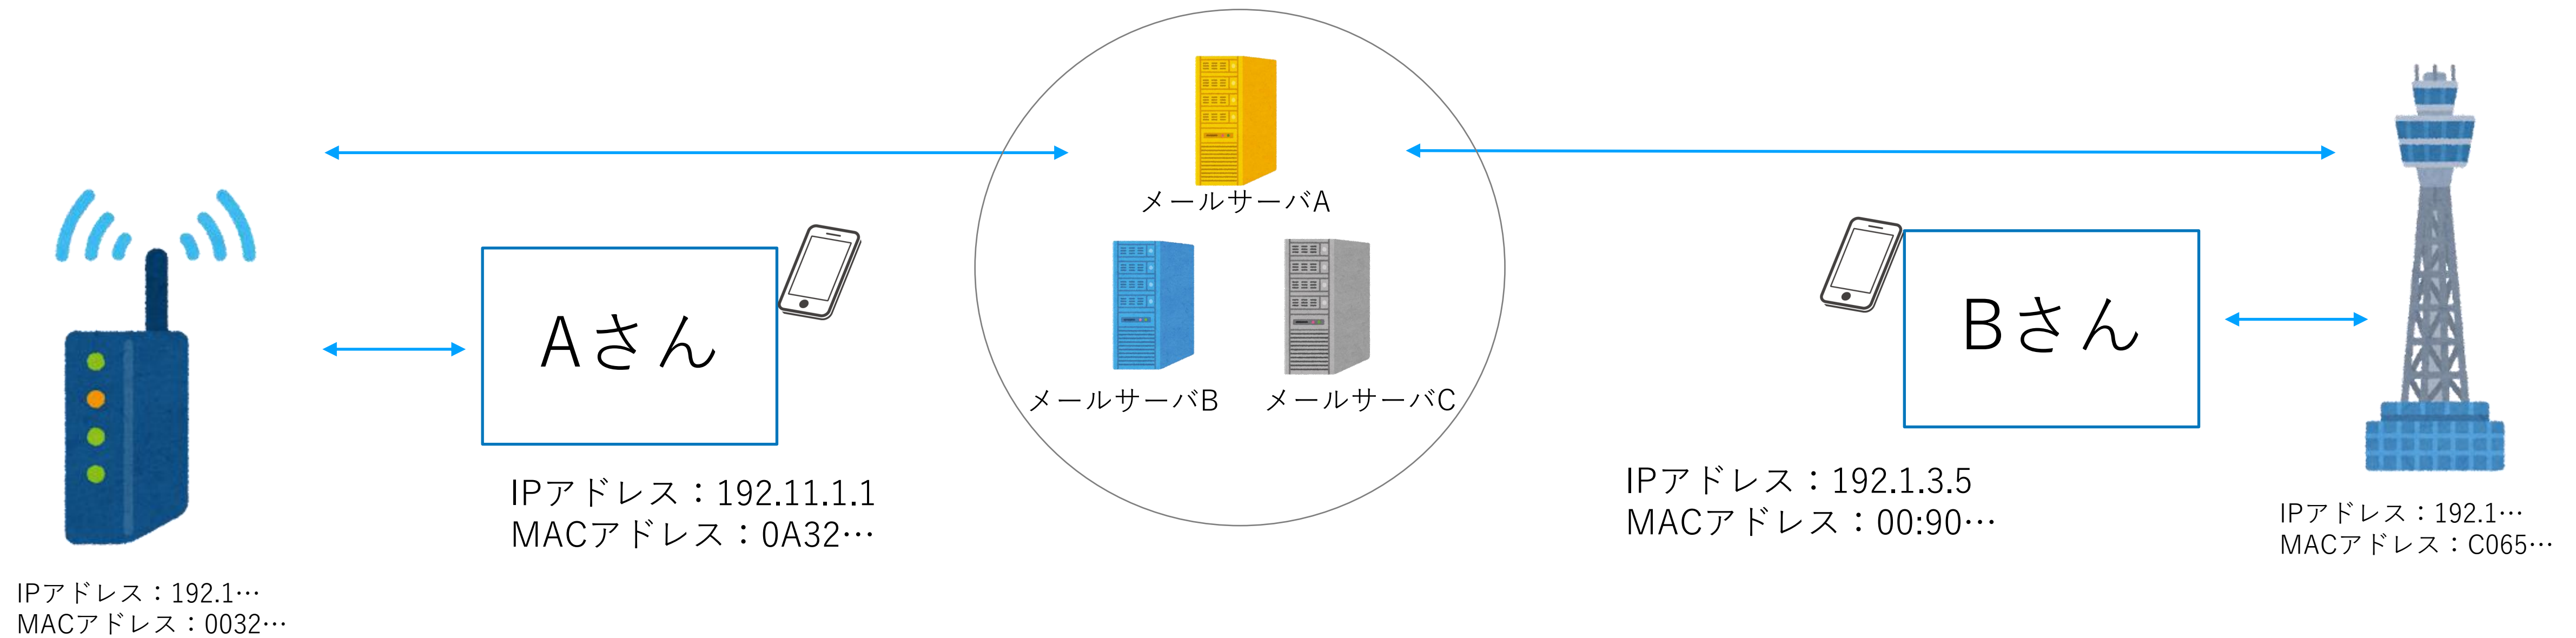 メールサーバA
メールサーバB
メールサーバC
Aさん
IPアドレス：192.11.1.1
MACアドレス：0A32…
Bさん
IPアドレス：192.1.3.5
MACアドレス：00:90…
IPアドレス：192.1…
MACアドレス：C065…
IPアドレス：192.1…
MACアドレス：0032…